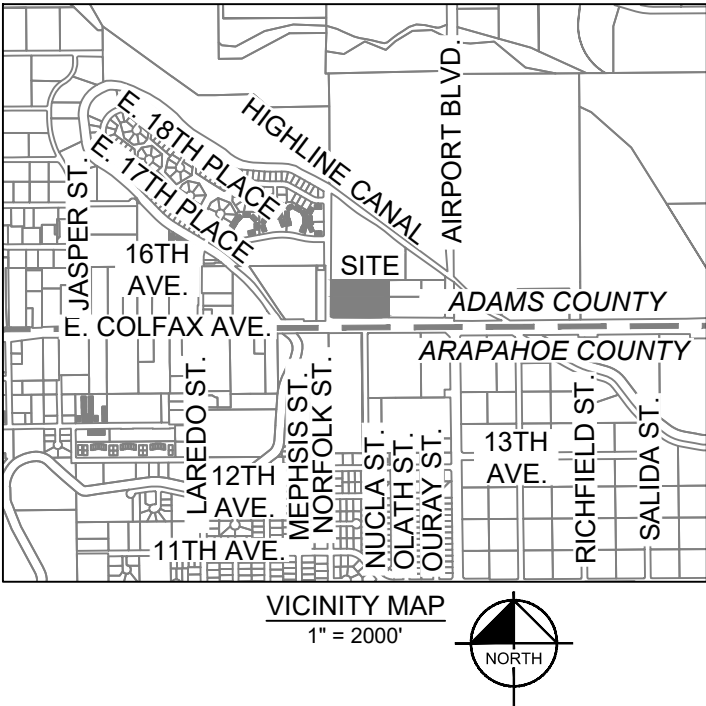 E. 18TH PLACE
E. 17TH PLACE
HIGHLINE CANAL
AIRPORT BLVD.
JASPER ST.
16TH
AVE.
SITE
ADAMS COUNTY
E. COLFAX AVE.
ARAPAHOE COUNTY
LAREDO ST.
MEPHSIS ST.
NORFOLK ST.
NUCLA ST.
OLATH ST.
OURAY ST.
13TH
AVE.
RICHFIELD ST.
SALIDA ST.
12TH
AVE.
11TH AVE.
VICINITY MAP
1" = 2000'
NORTH